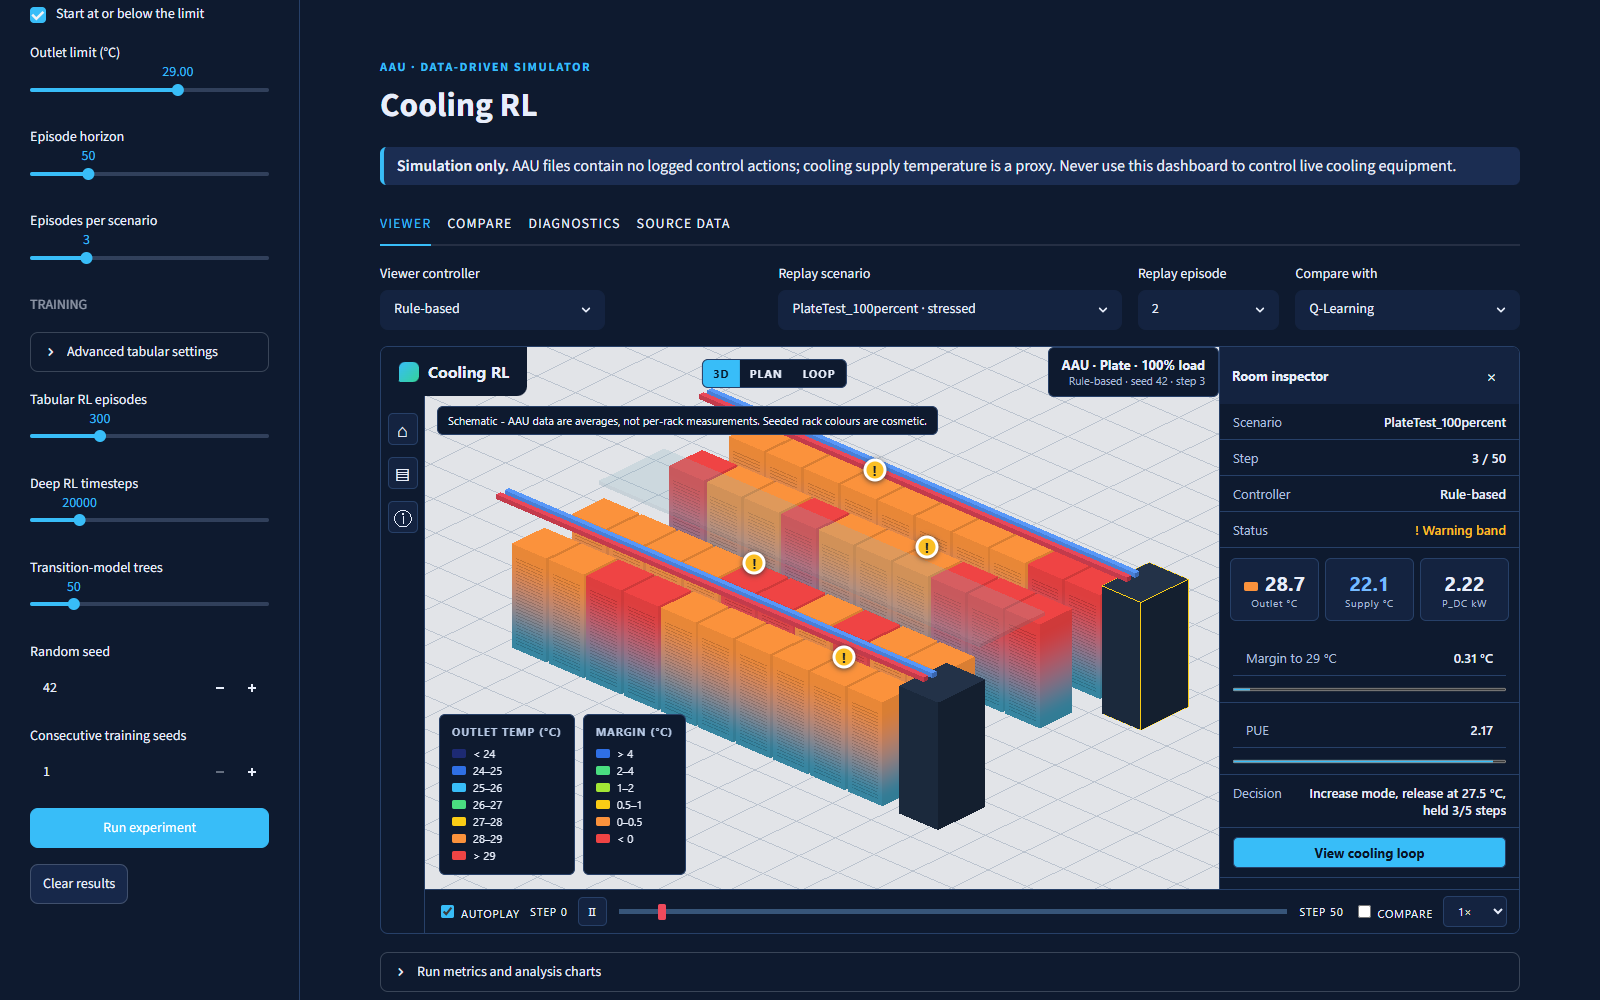 Start at or below the limit
Outlet limit (°C)
29.00
Episode horizon
50
Episodes per scenario
3
TRAINING
Advanced tabular settings
Tabular RL episodes
300
Deep RL timesteps
20000
Transition-model trees
50
Random seed
42
Consecutive training seeds
1
Run experiment
Clear results
AAU · DATA-DRIVEN SIMULATOR
Cooling RL
Simulation only. AAU files contain no logged control actions; cooling supply temperature is a proxy. Never use this dashboard to control live cooling equipment.
VIEWER COMPARE DIAGNOSTICS SOURCE DATA
Viewer controller
Rule-based
Replay scenario
PlateTest_100percent · stressed
Replay episode
2
Compare with
Q-Learning
Cooling RL
3D PLAN LOOP
AAU · Plate · 100% load
Rule-based · seed 42 · step 3
Schematic - AAU data are averages, not per-rack measurements. Seeded rack colours are cosmetic.
!
!
!
!
OUTLET TEMP (°C)
< 24
24–25
25–26
26–27
27–28
28–29
> 29
MARGIN (°C)
> 4
2–4
1–2
0.5–1
0–0.5
< 0
Room inspector ×
Scenario PlateTest_100percent
Step 3 / 50
Controller Rule-based
Status ! Warning band
28.7
Outlet °C
22.1
Supply °C
2.22
P_DC kW
Margin to 29 °C 0.31 °C
PUE 2.17
Decision Increase mode, release at 27.5 °C,
held 3/5 steps
View cooling loop
AUTOPLAY STEP 0 STEP 50 COMPARE 1×
Run metrics and analysis charts